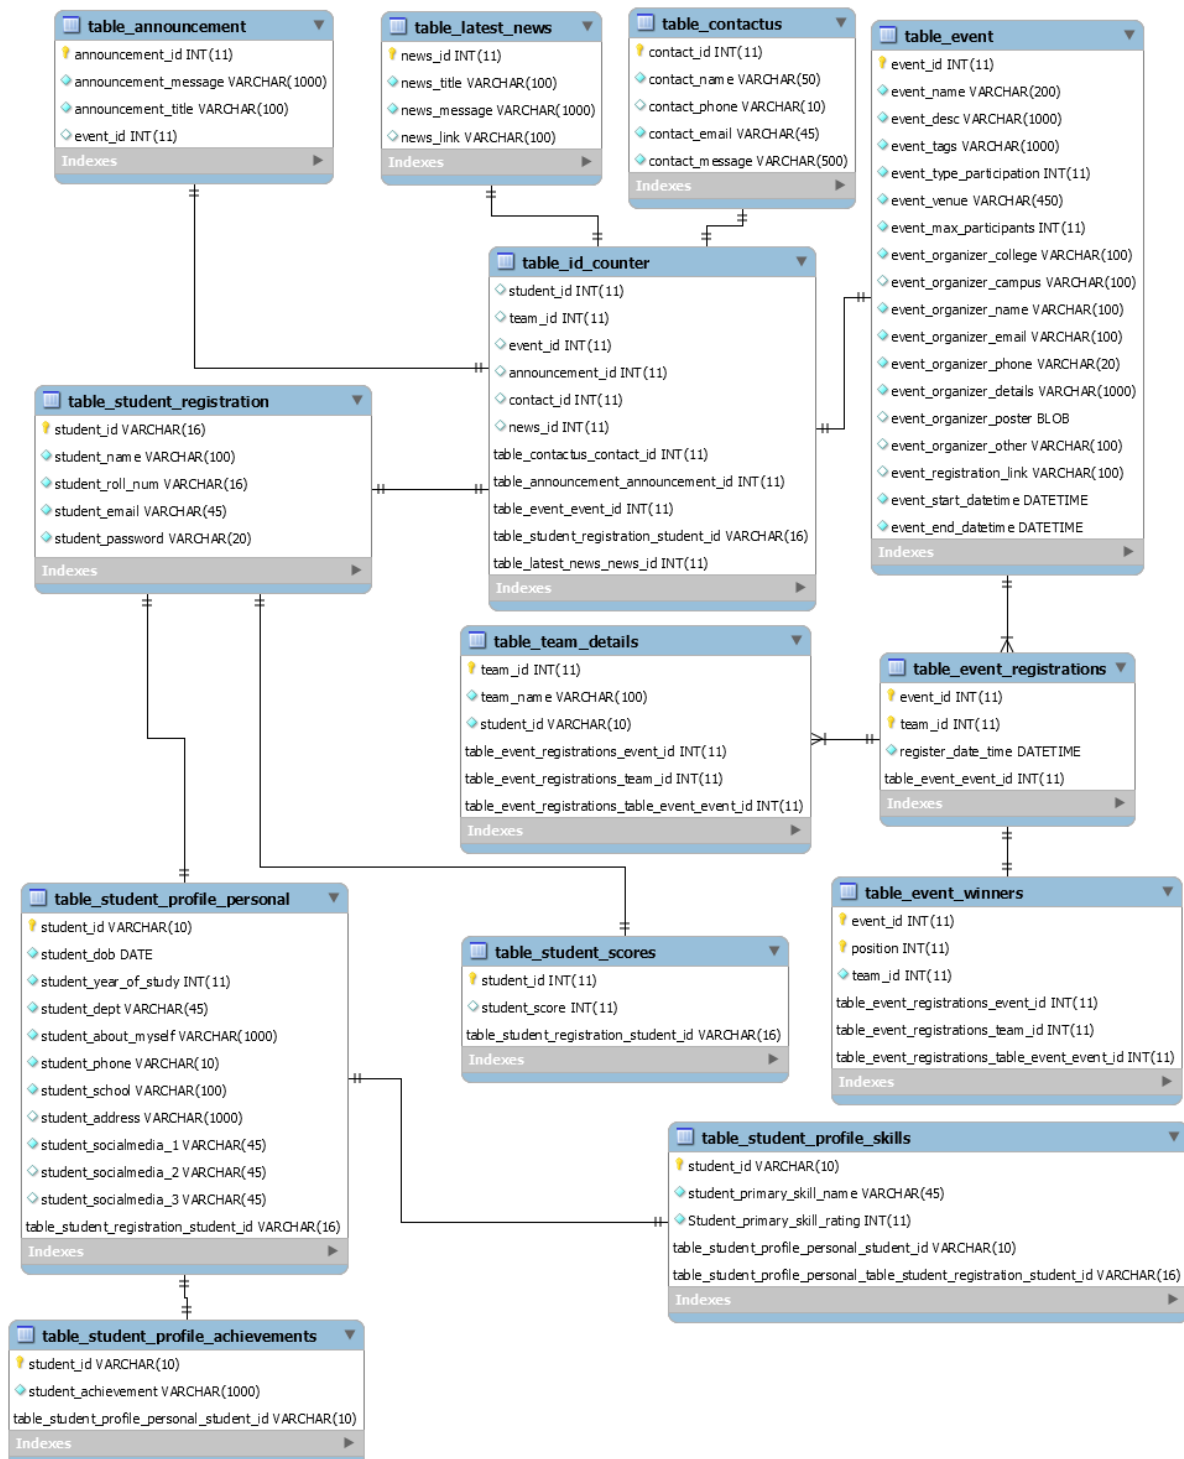 table_announcement
announcement_id INT(11)
announcement_message VARCHAR(1000)
announcement_title VARCHAR(100)
event_id INT(11)
Indexes
table_latest_news
news_id INT(11)
news_title VARCHAR(100)
news_message VARCHAR(1000)
news_link VARCHAR(100)
Indexes
table_contactus
contact_id INT(11)
contact_name VARCHAR(50)
contact_phone VARCHAR(10)
contact_email VARCHAR(45)
contact_message VARCHAR(500)
Indexes
table_event
event_id INT(11)
event_name VARCHAR(200)
event_desc VARCHAR(1000)
event_tags VARCHAR(1000)
event_type_participation INT(11)
event_venue VARCHAR(450)
event_max_participants INT(11)
event_organizer_college VARCHAR(100)
event_organizer_campus VARCHAR(100)
event_organizer_name VARCHAR(100)
event_organizer_email VARCHAR(100)
event_organizer_phone VARCHAR(20)
event_organizer_details VARCHAR(1000)
event_organizer_poster BLOB
event_organizer_other VARCHAR(100)
event_registration_link VARCHAR(100)
event_start_datetime DATETIME
event_end_datetime DATETIME
Indexes
table_id_counter
student_id INT(11)
team_id INT(11)
event_id INT(11)
announcement_id INT(11)
contact_id INT(11)
news_id INT(11)
table_contactus_contact_id INT(11)
table_announcement_announcement_id INT(11)
table_event_event_id INT(11)
table_student_registration_student_id VARCHAR(16)
table_latest_news_news_id INT(11)
Indexes
table_student_registration
student_id VARCHAR(16)
student_name VARCHAR(100)
student_roll_num VARCHAR(16)
student_email VARCHAR(45)
student_password VARCHAR(20)
Indexes
table_team_details
team_id INT(11)
team_name VARCHAR(100)
student_id VARCHAR(10)
table_event_registrations_event_id INT(11)
table_event_registrations_team_id INT(11)
table_event_registrations_table_event_event_id INT(11)
Indexes
table_event_registrations
event_id INT(11)
team_id INT(11)
register_date_time DATETIME
table_event_event_id INT(11)
Indexes
table_student_profile_personal
student_id VARCHAR(10)
student_dob DATE
student_year_of_study INT(11)
student_dept VARCHAR(45)
student_about_myself VARCHAR(1000)
student_phone VARCHAR(10)
student_school VARCHAR(100)
student_address VARCHAR(1000)
student_socialmedia_1 VARCHAR(45)
student_socialmedia_2 VARCHAR(45)
student_socialmedia_3 VARCHAR(45)
table_student_registration_student_id VARCHAR(16)
Indexes
table_student_scores
student_id INT(11)
student_score INT(11)
table_student_registration_student_id VARCHAR(16)
Indexes
table_event_winners
event_id INT(11)
position INT(11)
team_id INT(11)
table_event_registrations_event_id INT(11)
table_event_registrations_team_id INT(11)
table_event_registrations_table_event_event_id INT(11)
Indexes
table_student_profile_skills
student_id VARCHAR(10)
student_primary_skill_name VARCHAR(45)
Student_primary_skill_rating INT(11)
table_student_profile_personal_student_id VARCHAR(10)
table_student_profile_personal_table_student_registration_student_id VARCHAR(16)
Indexes
table_student_profile_achievements
student_id VARCHAR(10)
student_achievement VARCHAR(1000)
table_student_profile_personal_student_id VARCHAR(10)
Indexes